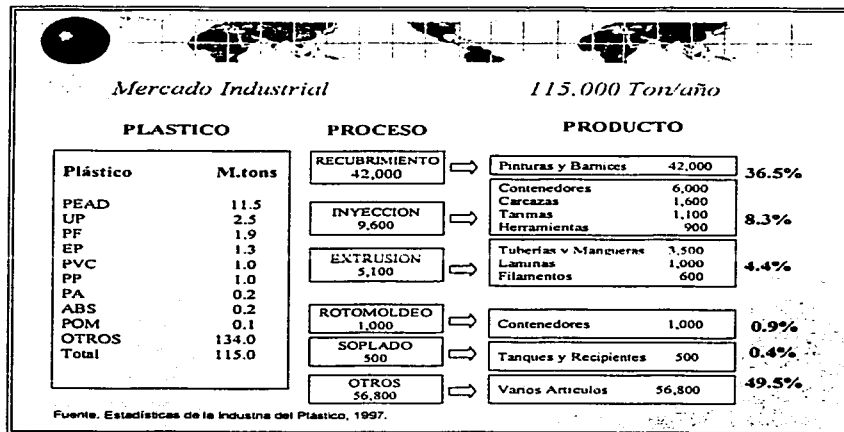 Mercado Industrial 115.000 Ton/año
PLASTICO PROCESO PRODUCTO
Plástico M.tons
PEAD 11.5
UP 2.5
PF 1.9
EP 1.3
PVC 1.0
PP 1.0
PA 0.2
ABS 0.2
POM 0.1
OTROS 134.0
Total 115.0
RECUBRIMIENTO
42,000
Pinturas y Barnices 42,000
36.5%
INYECCION
9,600
Contenedores 6,000
Carcazas 1,600
Tarimas 1,100
Herramientas 900
8.3%
EXTRUSION
5,100
Tuberías y Mangueras 3,500
Laminas 1,000
Filamentos 600
4.4%
ROTOMOLDEO
1,000
Contenedores 1,000
0.9%
SOPLADO
500
Tanques y Recipientes 500
0.4%
OTROS
56,800
Varios Artículos 56,800
49.5%
Fuente. Estadísticas de la Industria del Plástico, 1997.